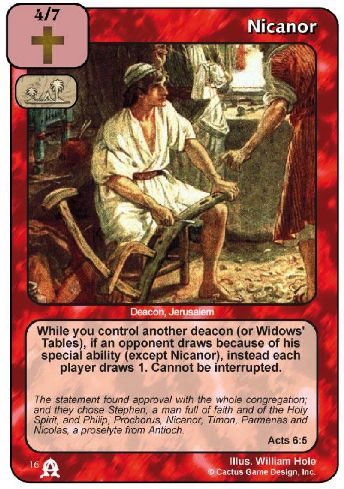 4/7
Nicanor
Deacon, Jerusalem
While you control another deacon (or Widows'
Tables), if an opponent draws because of his
special ability (except Nicanor), instead each
player draws 1. Cannot be interrupted.
The statement found approval with the whole congregation;
and they chose Stephen, a man full of faith and of the Holy
Spirit, and Philip, Prochorus, Nicanor, Timon, Parmenas and
Nicolas, a proselyte from Antioch.
Acts 6:5
16
Illus. William Hole
© Cactus Game Design, Inc.